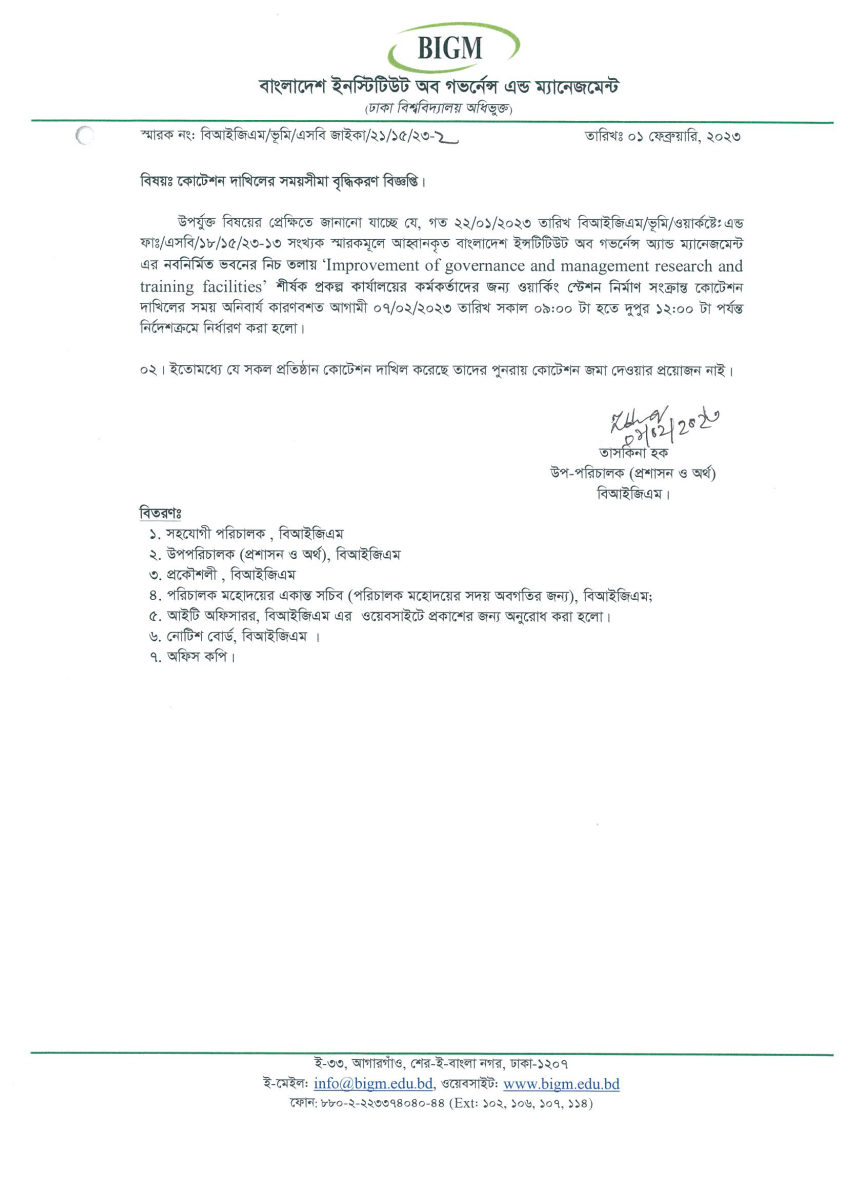 BIGM
বাংলাদেশ ইনস্টিটিউট অব গভর্নেন্স এন্ড ম্যানেজমেন্ট
(ঢাকা বিশ্ববিদ্যালয় অধিভুক্ত)
স্মারক নং: বিআইজিএম/ভূমি/এসবি জাইকা/২১/১৫/২৩-২ তারিখঃ ০১ ফেব্রুয়ারি, ২০২৩
বিষয়ঃ কোটেশন দাখিলের সময়সীমা বৃদ্ধিকরণ বিজ্ঞপ্তি।
উপর্যুক্ত বিষয়ের প্রেক্ষিতে জানানো যাচ্ছে যে, গত ২২/০১/২০২৩ তারিখ বিআইজিএম/ভূমি/ওয়ার্কষ্টেঃএন্ড
ফাঃ/এসবি/১৮/১৫/২৩-১৩ সংখ্যক স্মারকমূলে আহ্বানকৃত বাংলাদেশ ইন্সটিটিউট অব গভর্নেন্স অ্যান্ড ম্যানেজমেন্ট
এর নবনির্মিত ভবনের নিচ তলায় ‘Improvement of governance and management research and
training facilities’ শীর্ষক প্রকল্প কার্যালয়ের কর্মকর্তাদের জন্য ওয়ার্কিং স্টেশন নির্মাণ সংক্রান্ত কোটেশন
দাখিলের সময় অনিবার্য কারণবশত আগামী ০৭/০২/২০২৩ তারিখ সকাল ০৯:০০ টা হতে দুপুর ১২:০০ টা পর্যন্ত
নির্দেশক্রমে নির্ধারণ করা হলো।
০২। ইতোমধ্যে যে সকল প্রতিষ্ঠান কোটেশন দাখিল করেছে তাদের পুনরায় কোটেশন জমা দেওয়ার প্রয়োজন নাই।
তাসকিনা হক
উপ-পরিচালক (প্রশাসন ও অর্থ)
বিআইজিএম।
বিতরণঃ
১. সহযোগী পরিচালক , বিআইজিএম
২. উপপরিচালক (প্রশাসন ও অর্থ), বিআইজিএম
৩. প্রকৌশলী , বিআইজিএম
৪. পরিচালক মহোদয়ের একান্ত সচিব (পরিচালক মহোদয়ের সদয় অবগতির জন্য), বিআইজিএম;
৫. আইটি অফিসারর, বিআইজিএম এর ওয়েবসাইটে প্রকাশের জন্য অনুরোধ করা হলো।
৬. নোটিশ বোর্ড, বিআইজিএম ।
৭. অফিস কপি।
ই-৩৩, আগারগাঁও, শের-ই-বাংলা নগর, ঢাকা-১২০৭
ই-মেইল: info@bigm.edu.bd, ওয়েবসাইট: www.bigm.edu.bd
ফোন: ৮৮০-২-২২৩৩৭৪০৪০-৪৪ (Ext: ১০২, ১০৬, ১০৭, ১১৪)